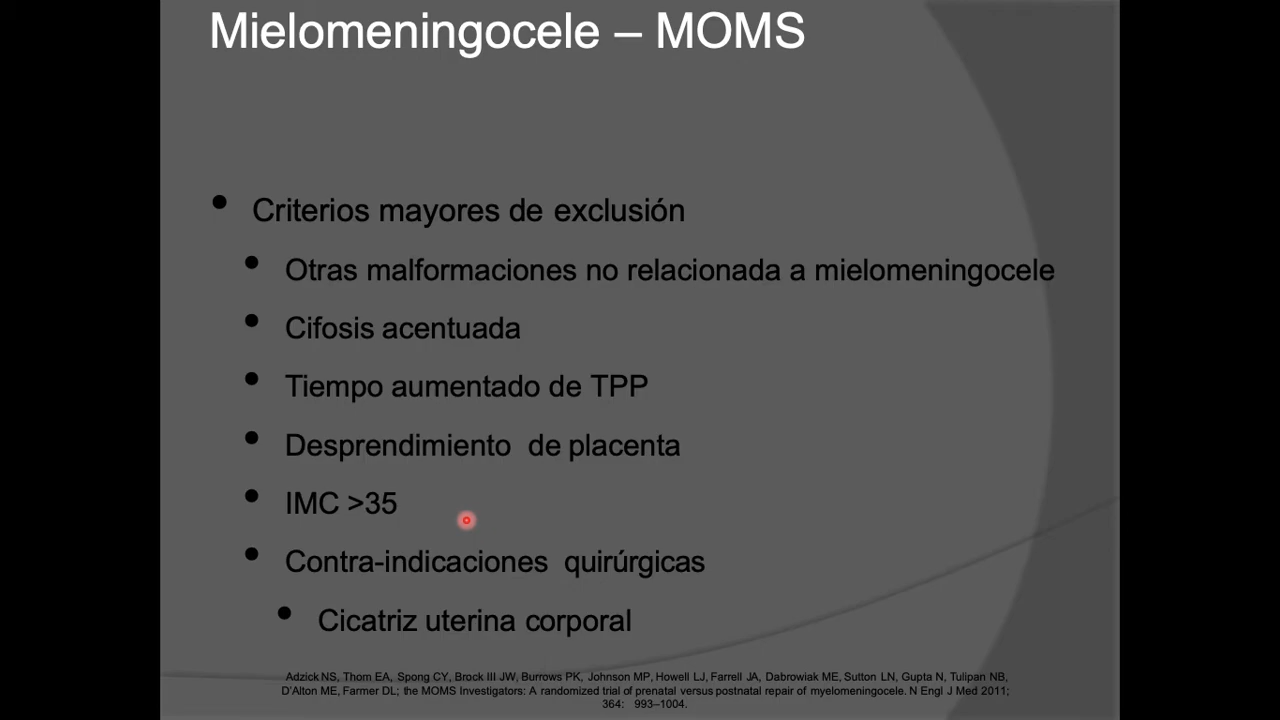 Mielomeningocele – MOMS
• Criterios mayores de exclusión
• Otras malformaciones no relacionada a mielomeningocele
• Cifosis acentuada
• Tiempo aumentado de TPP
• Desprendimiento de placenta
• IMC >35
• Contra-indicaciones quirúrgicas
• Cicatriz uterina corporal
Adzick NS, Thom EA, Spong CY, Brock III JW, Burrows PK, Johnson MP, Howell LJ, Farrell JA, Dabrowiak ME, Sutton LN, Gupta N, Tulipan NB,
D'Alton ME, Farmer DL; the MOMS Investigators: A randomized trial of prenatal versus postnatal repair of myelomeningocele. N Engl J Med 2011;
364: 993–1004.